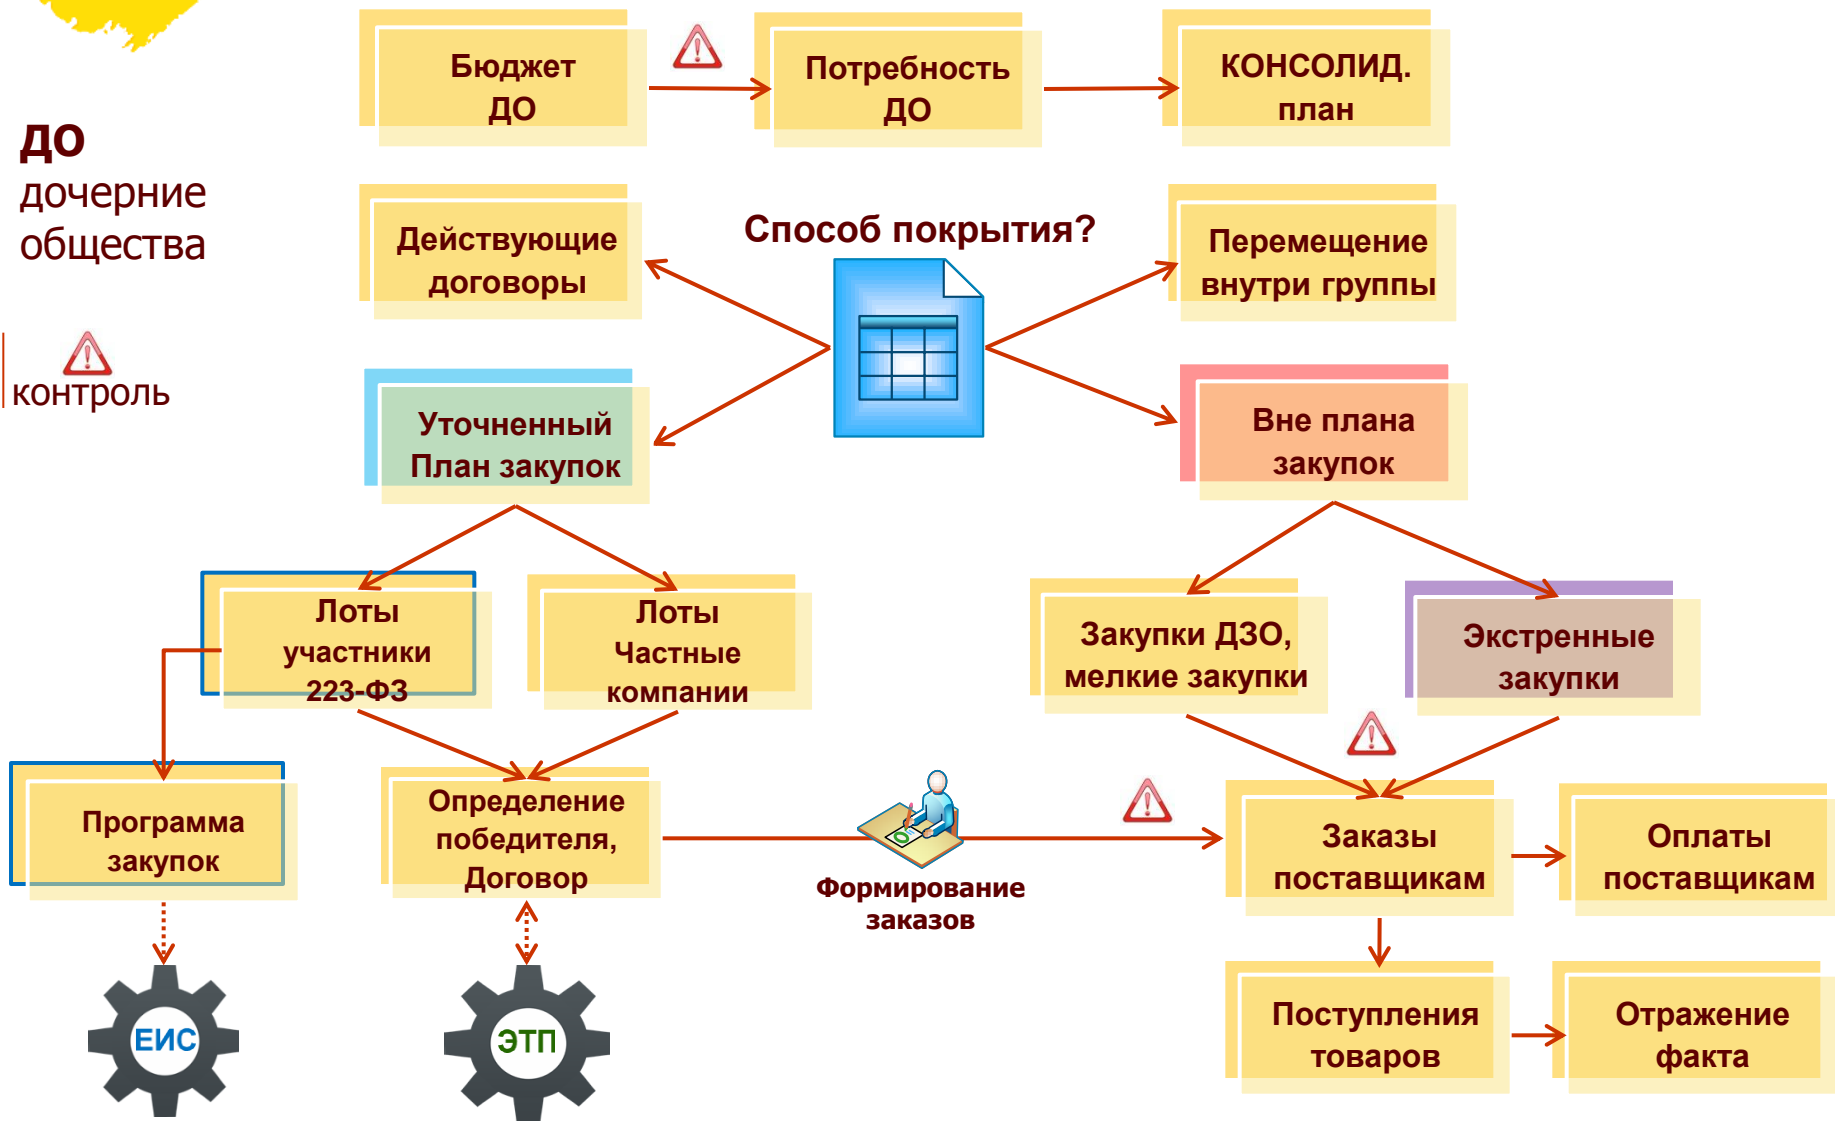 Бюджет
ДО
Потребность
ДО
КОНСОЛИД.
план
до
дочерние
общества
контроль
Действующие
договоры
Способ покрытия?
Перемещение
внутри группы
Уточненный
План закупок
Вне плана
закупок
Лоты
участники
223-ФЗ
Лоты
Частные
компании
Закупки ДЗО,
мелкие закупки
Экстренные
закупки
Программа
закупок
Определение
победителя,
Договор
Формирование
заказов
Заказы
поставщикам
Оплаты
поставщикам
ЕИС
ЭТП
Поступления
товаров
Отражение
факта